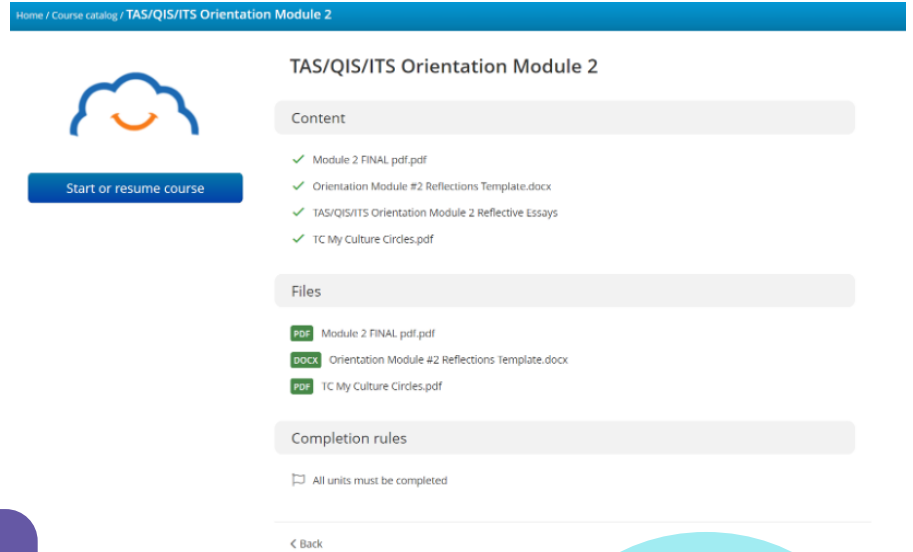 Home / Course catalog / TAS/QIS/ITS Orientation Module 2
TAS/QIS/ITS Orientation Module 2
Start or resume course
Content
Module 2 FINAL pdf.pdf
Orientation Module #2 Reflections Template.docx
TAS/QIS/ITS Orientation Module 2 Reflective Essays
TC My Culture Circles.pdf
Files
PDF Module 2 FINAL pdf.pdf
DOCX Orientation Module #2 Reflections Template.docx
PDF TC My Culture Circles.pdf
Completion rules
All units must be completed
< Back